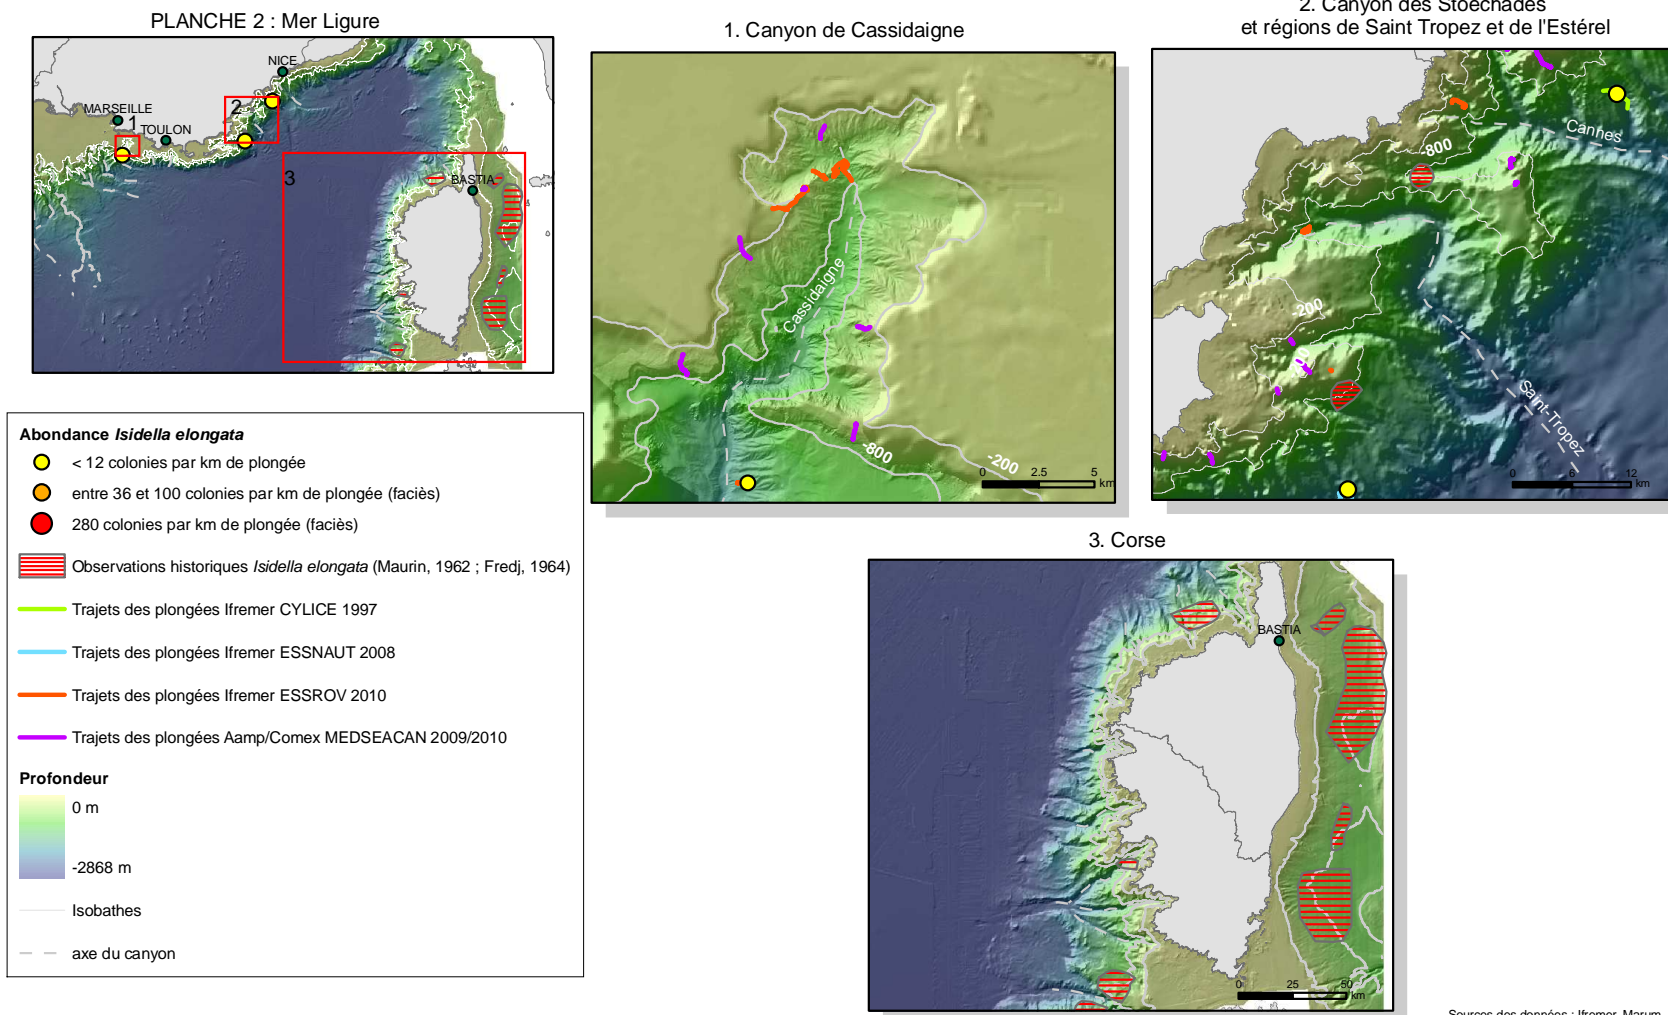 PLANCHE 2 : Mer Ligure
NICE
MARSEILLE
2
1
TOULON
3
BASTIA
1. Canyon de Cassidaigne
Cassidaigne
-800
-200
0 2.5 5
km
2. Canyon des Stoechades
et régions de Saint Tropez et de l'Estérel
Cannes
-800
-200
Saint-Tropez
0 6 12
km
Abondance Isidella elongata
< 12 colonies par km de plongée
entre 36 et 100 colonies par km de plongée (faciès)
280 colonies par km de plongée (faciès)
Observations historiques Isidella elongata (Maurin, 1962 ; Fredj, 1964)
Trajets des plongées Ifremer CYLICE 1997
Trajets des plongées Ifremer ESSNAUT 2008
Trajets des plongées Ifremer ESSROV 2010
Trajets des plongées Aamp/Comex MEDSEACAN 2009/2010
Profondeur
0 m
-2868 m
Isobathes
axe du canyon
3. Corse
BASTIA
0 25 50
km
Sources des données : Ifremer, Marum